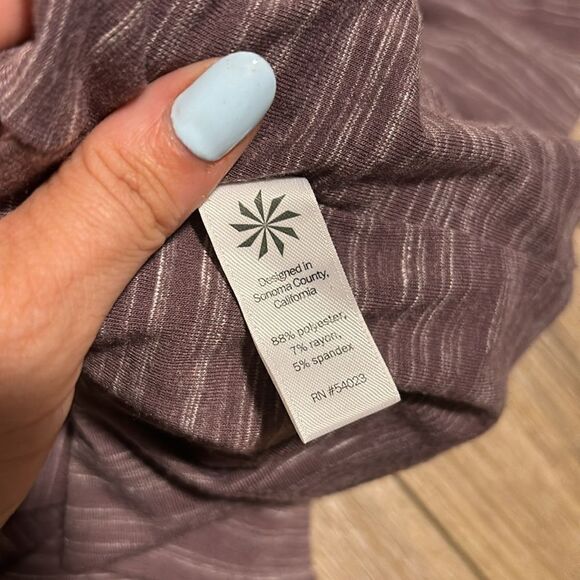 Designed in
Sonoma County,
California
88% polyester,
7% rayon,
5% spandex
RN #54023